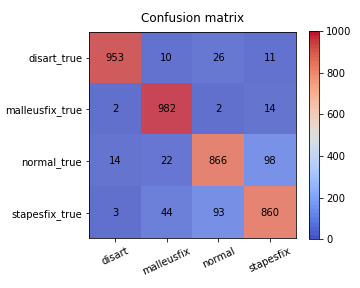 Confusion matrix
disart_true 953 10 26 11
malleusfix_true 2 982 2 14
normal_true 14 22 866 98
stapesfix_true 3 44 93 860
disart malleusfix normal stapesfix
1000
800
600
400
200
0